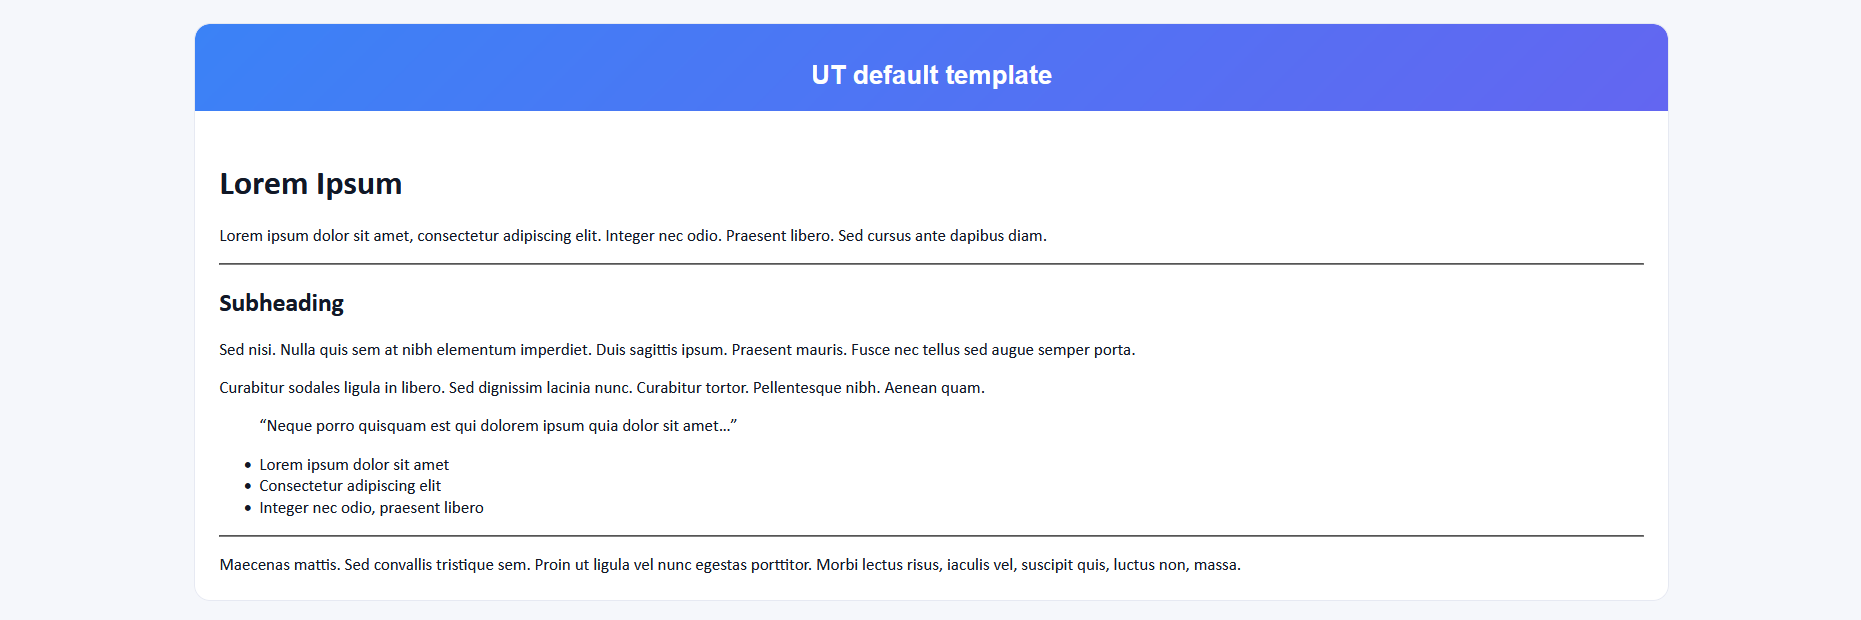 UT default template
Lorem Ipsum
Lorem ipsum dolor sit amet, consectetur adipiscing elit. Integer nec odio. Praesent libero. Sed cursus ante dapibus diam.
Subheading
Sed nisi. Nulla quis sem at nibh elementum imperdiet. Duis sagittis ipsum. Praesent mauris. Fusce nec tellus sed augue semper porta.
Curabitur sodales ligula in libero. Sed dignissim lacinia nunc. Curabitur tortor. Pellentesque nibh. Aenean quam.
“Neque porro quisquam est qui dolorem ipsum quia dolor sit amet…”
• Lorem ipsum dolor sit amet
• Consectetur adipiscing elit
• Integer nec odio, praesent libero
Maecenas mattis. Sed convallis tristique sem. Proin ut ligula vel nunc egestas porttitor. Morbi lectus risus, iaculis vel, suscipit quis, luctus non, massa.